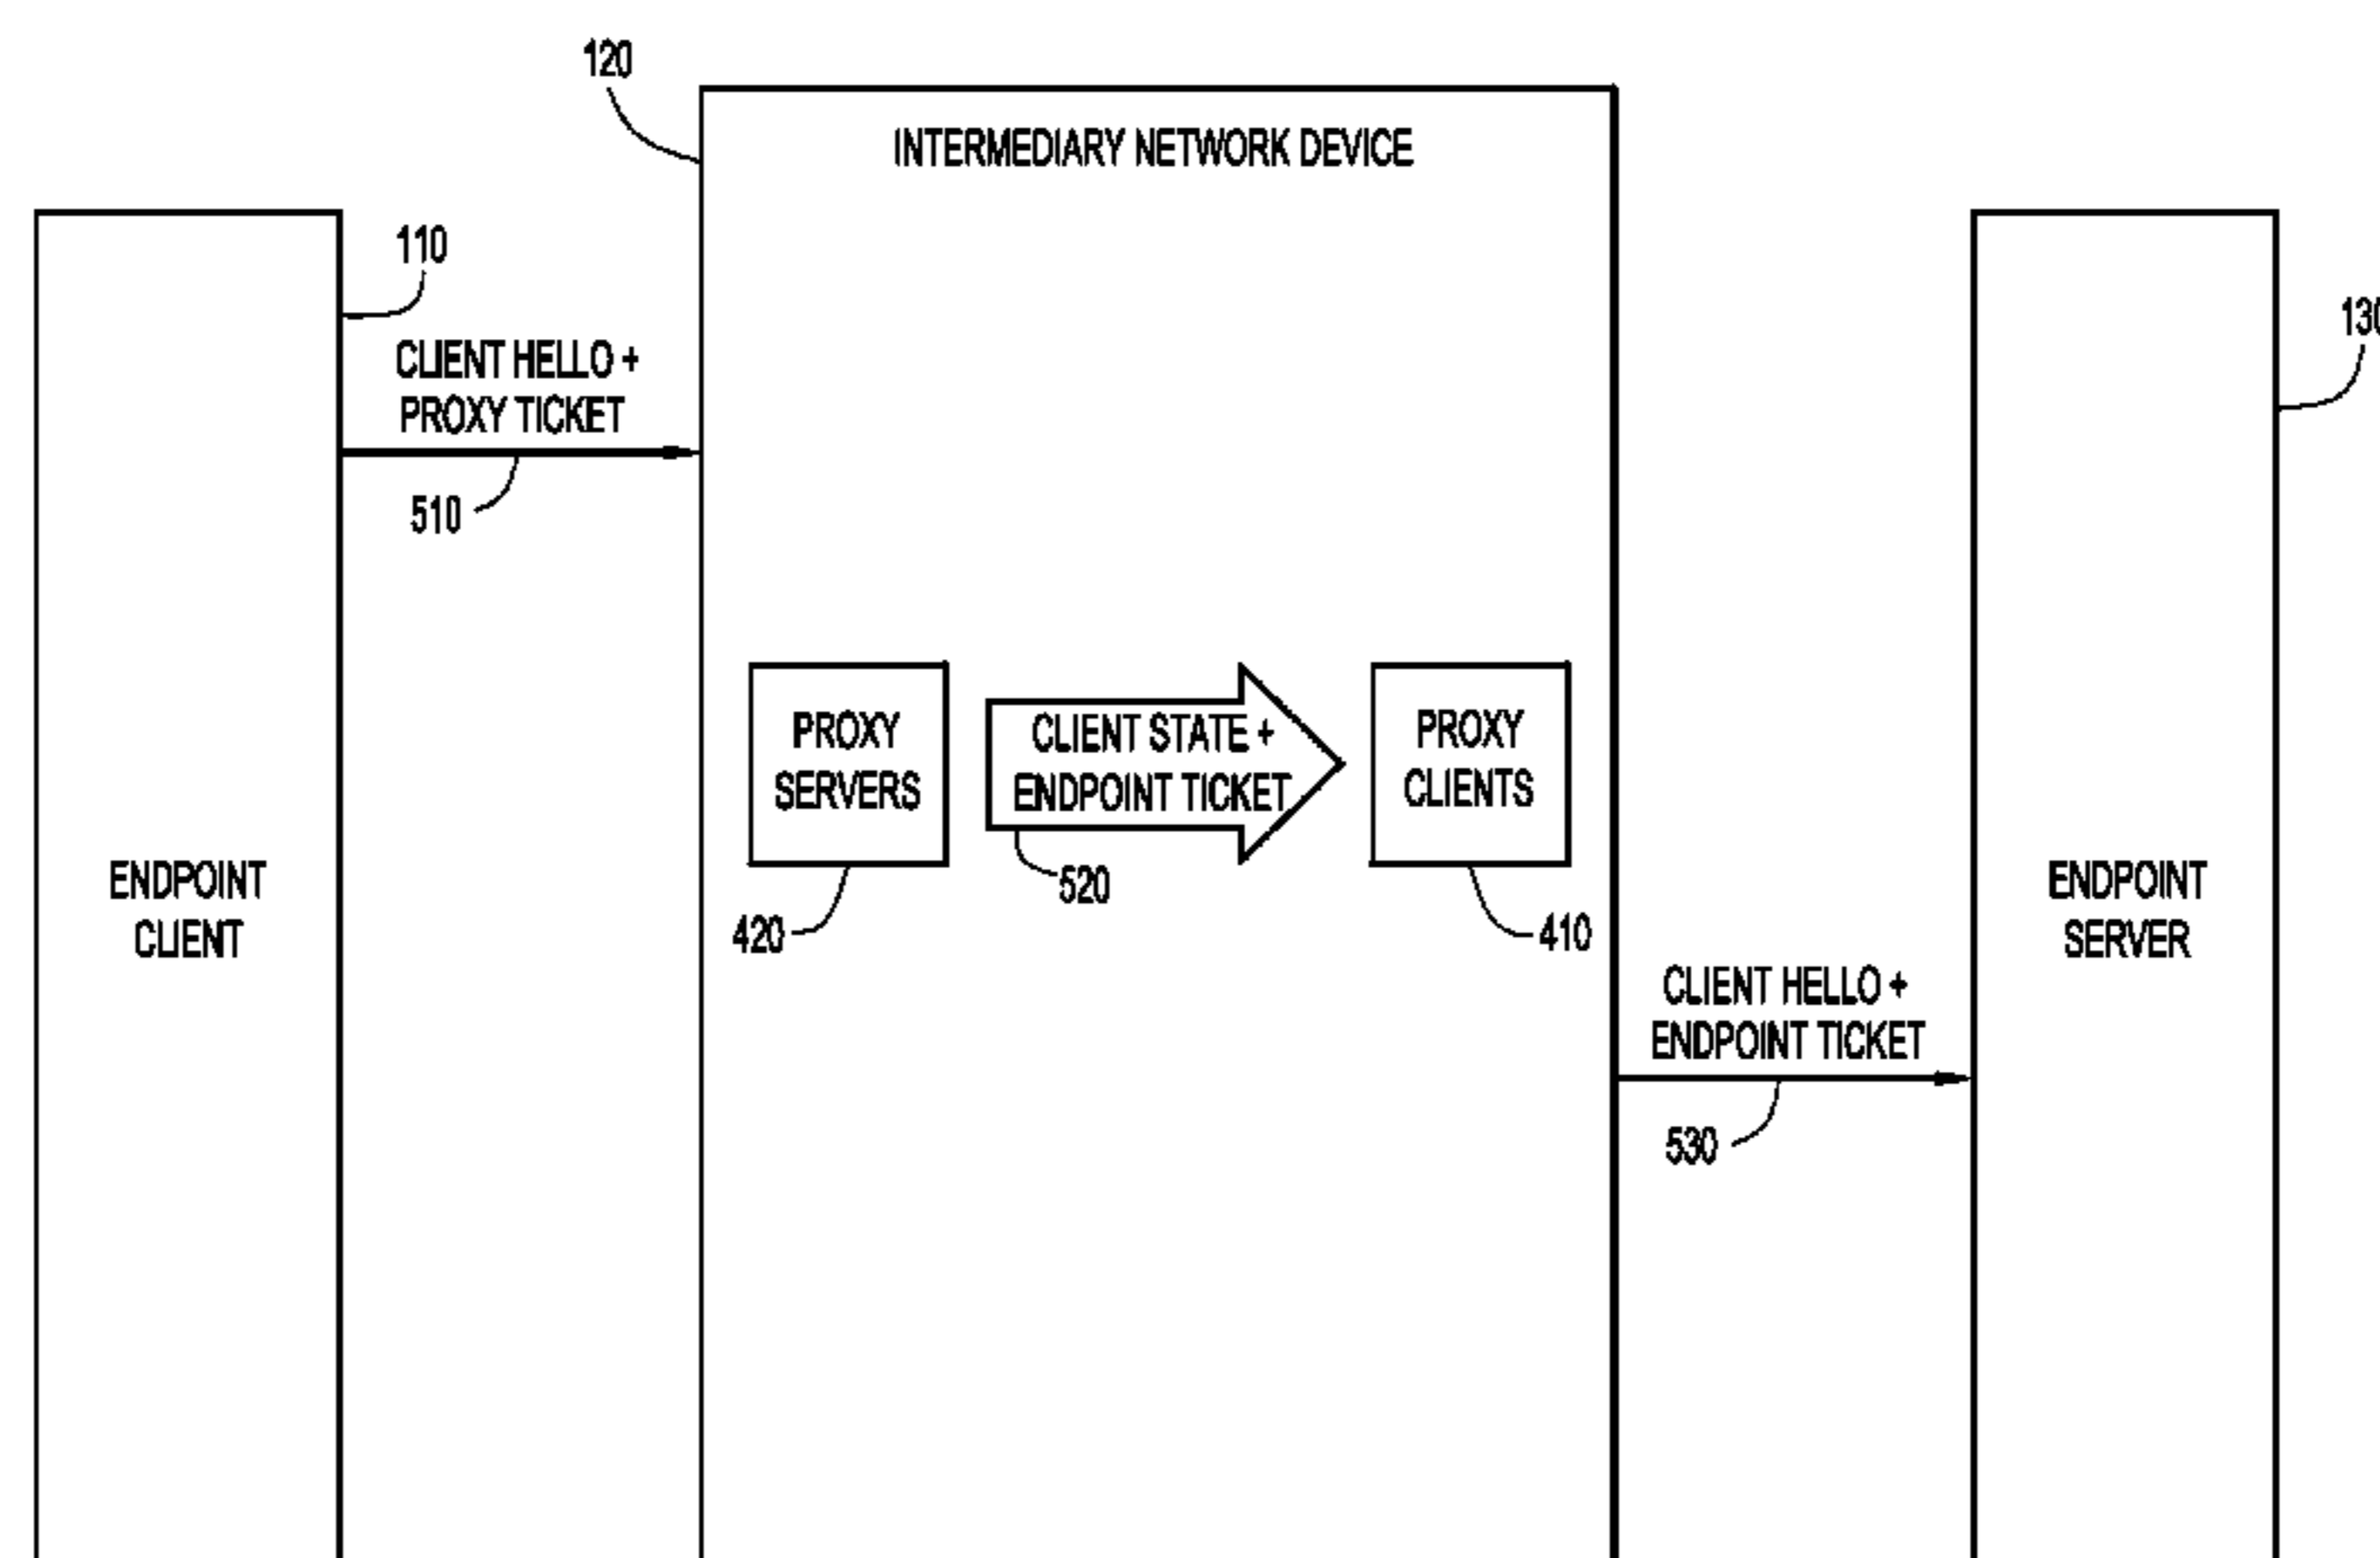 120
INTERMEDIARY NETWORK DEVICE
110
130
CLIENT HELLO +
PROXY TICKET
510
PROXY
SERVERS
CLIENT STATE +
ENDPOINT TICKET
PROXY
CLIENTS
520
420
410
ENDPOINT
CLIENT
ENDPOINT
SERVER
CLIENT HELLO +
ENDPOINT TICKET
530